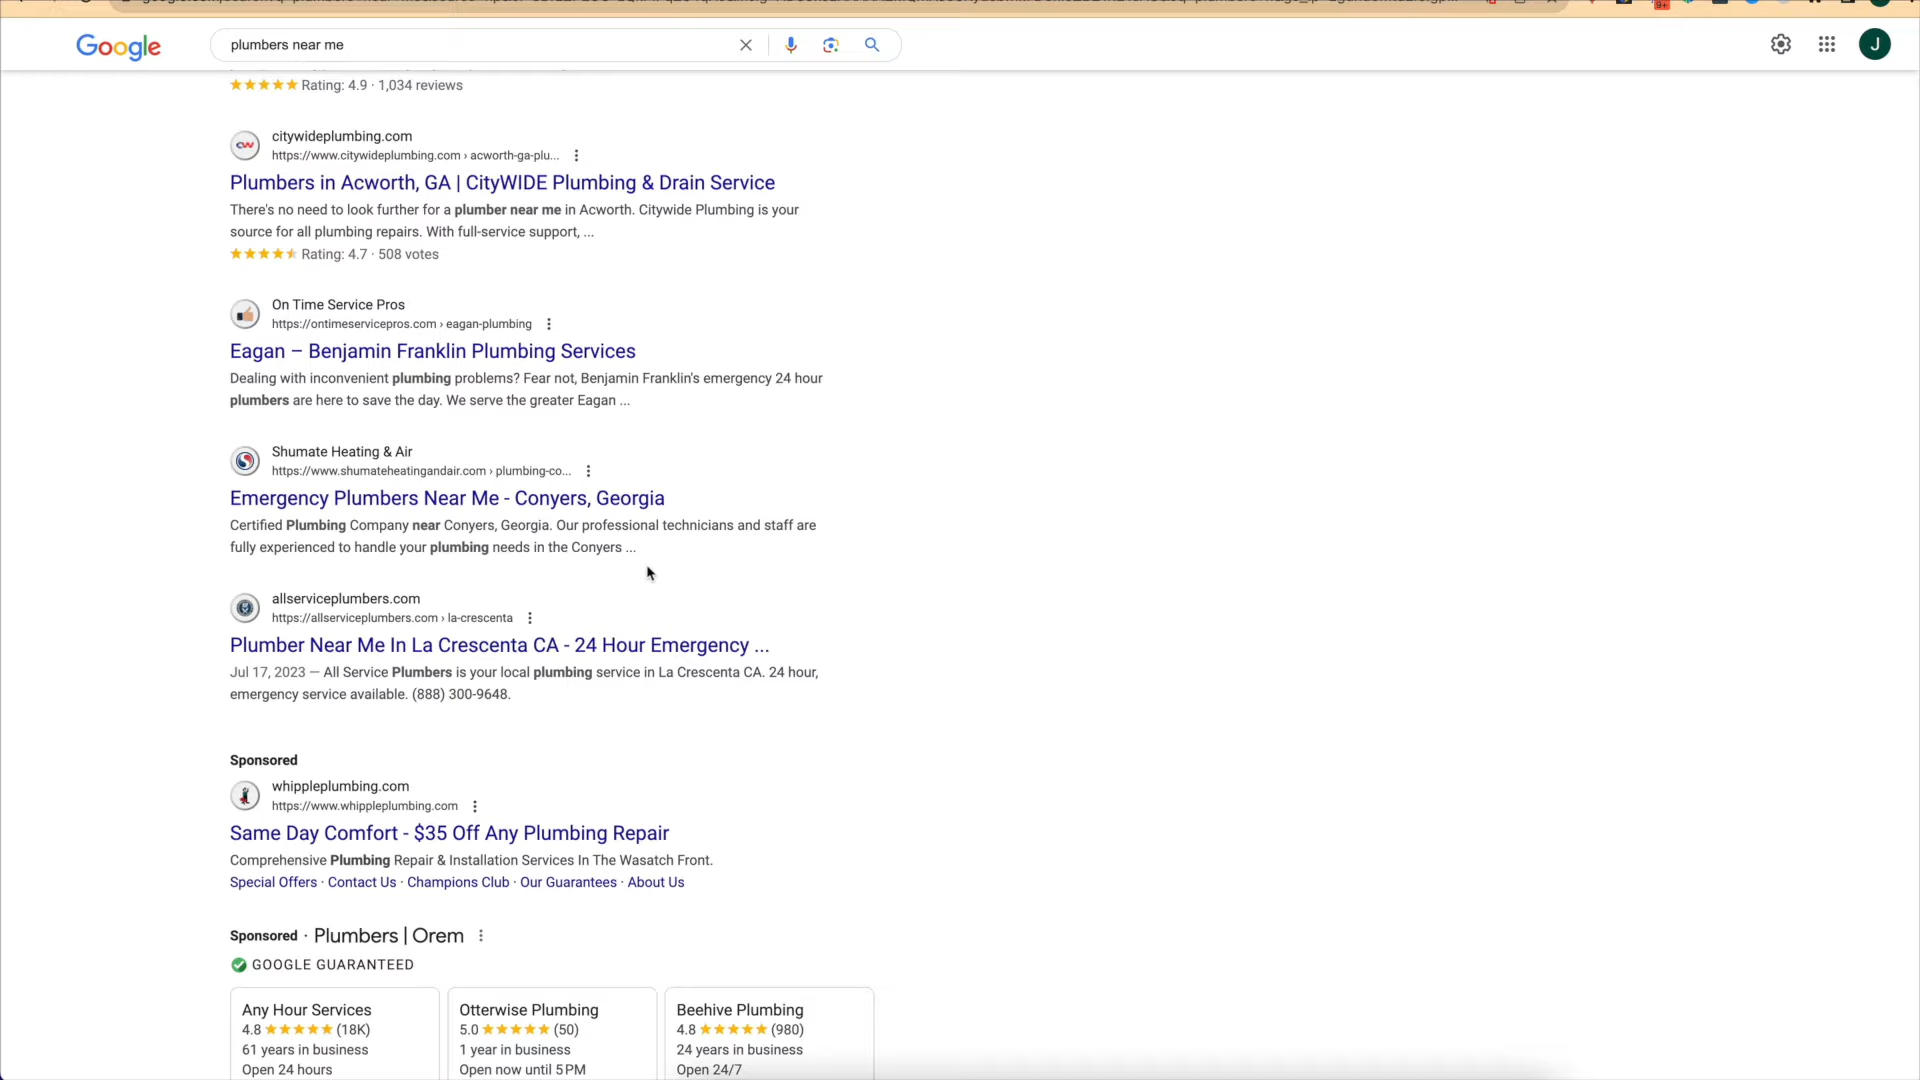 Google
plumbers near me
J
9+
Rating: 4.9 · 1,034 reviews
CW
citywideplumbing.com
https://www.citywideplumbing.com › acworth-ga-plu...
Plumbers in Acworth, GA | CityWIDE Plumbing & Drain Service
There's no need to look further for a plumber near me in Acworth. Citywide Plumbing is your
source for all plumbing repairs. With full-service support, ...
Rating: 4.7 · 508 votes
On Time Service Pros
https://ontimeservicepros.com › eagan-plumbing
Eagan – Benjamin Franklin Plumbing Services
Dealing with inconvenient plumbing problems? Fear not, Benjamin Franklin's emergency 24 hour
plumbers are here to save the day. We serve the greater Eagan ...
Shumate Heating & Air
https://www.shumateheatingandair.com › plumbing-co...
Emergency Plumbers Near Me - Conyers, Georgia
Certified Plumbing Company near Conyers, Georgia. Our professional technicians and staff are
fully experienced to handle your plumbing needs in the Conyers ...
allserviceplumbers.com
https://allserviceplumbers.com › la-crescenta
Plumber Near Me In La Crescenta CA - 24 Hour Emergency ...
Jul 17, 2023 — All Service Plumbers is your local plumbing service in La Crescenta CA. 24 hour,
emergency service available. (888) 300-9648.
Sponsored
whippleplumbing.com
https://www.whippleplumbing.com
Same Day Comfort - $35 Off Any Plumbing Repair
Comprehensive Plumbing Repair & Installation Services In The Wasatch Front.
Special Offers · Contact Us · Champions Club · Our Guarantees · About Us
Sponsored · Plumbers | Orem
GOOGLE GUARANTEED
Any Hour Services
4.8 (18K)
61 years in business
Open 24 hours
Otterwise Plumbing
5.0 (50)
1 year in business
Open now until 5 PM
Beehive Plumbing
4.8 (980)
24 years in business
Open 24/7